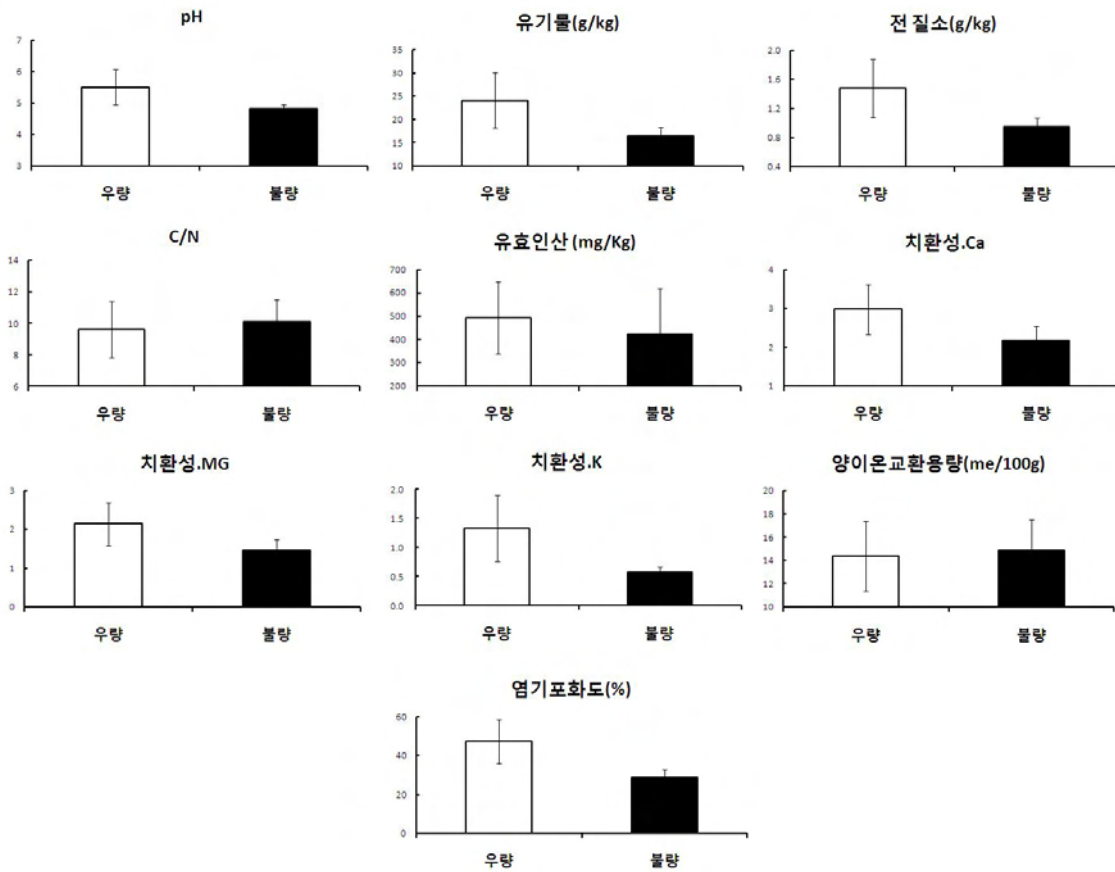 pH
7
6
5
4
3
우량
불량
유기물(g/kg)
35
30
25
20
15
10
우량
불량
전 질소(g/kg)
2.0
1.6
1.2
0.8
0.4
우량
불량
C/N
14
12
10
8
6
우량
불량
유효인산 (mg/Kg)
700
600
500
400
300
200
우량
불량
치환성.Ca
4
3
2
1
우량
불량
치환성.MG
3
2
1
0
우량
불량
치환성.K
2.0
1.5
1.0
0.5
0.0
우량
불량
양이온교환용량(me/100g)
20
18
16
14
12
10
우량
불량
염기포화도(%)
60
40
20
0
우량
불량